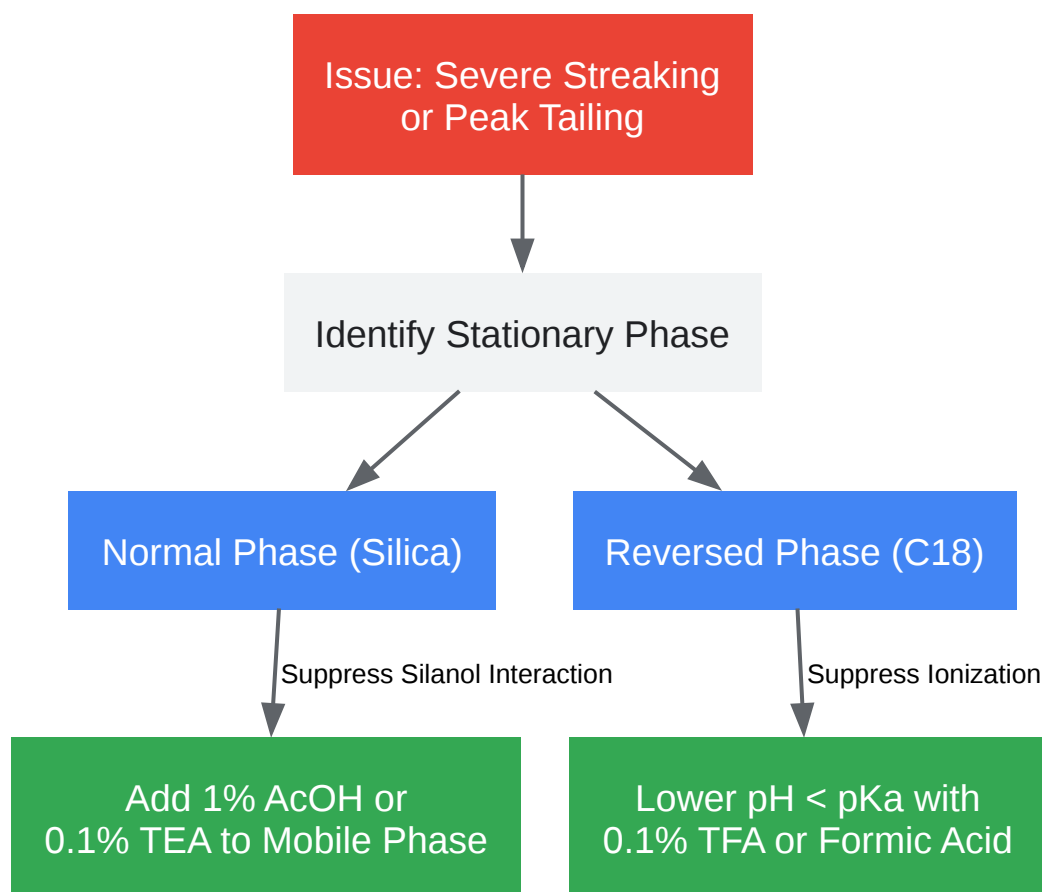 Issue: Severe Streaking
or Peak Tailing
Identify Stationary Phase
Normal Phase (Silica)
Reversed Phase (C18)
Suppress Silanol Interaction
Suppress Ionization
Add 1% AcOH or
0.1% TEA to Mobile Phase
Lower pH < pKa with
0.1% TFA or Formic Acid